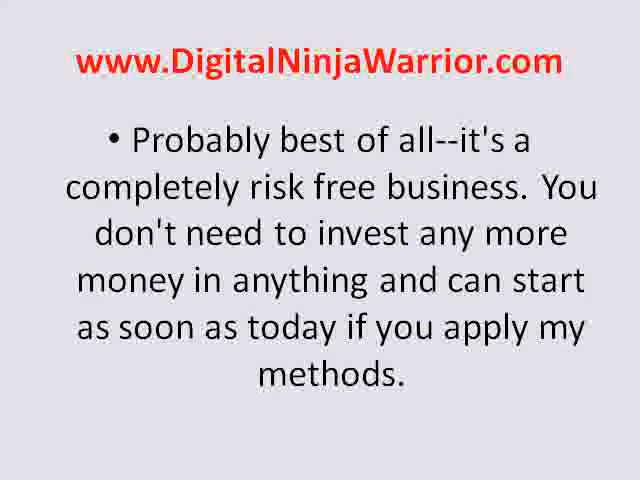 www.DigitalNinjaWarrior.com
• Probably best of all--it's a
completely risk free business.  You
don't need to invest any more
money in anything and can start
as soon as today if you apply my
methods.